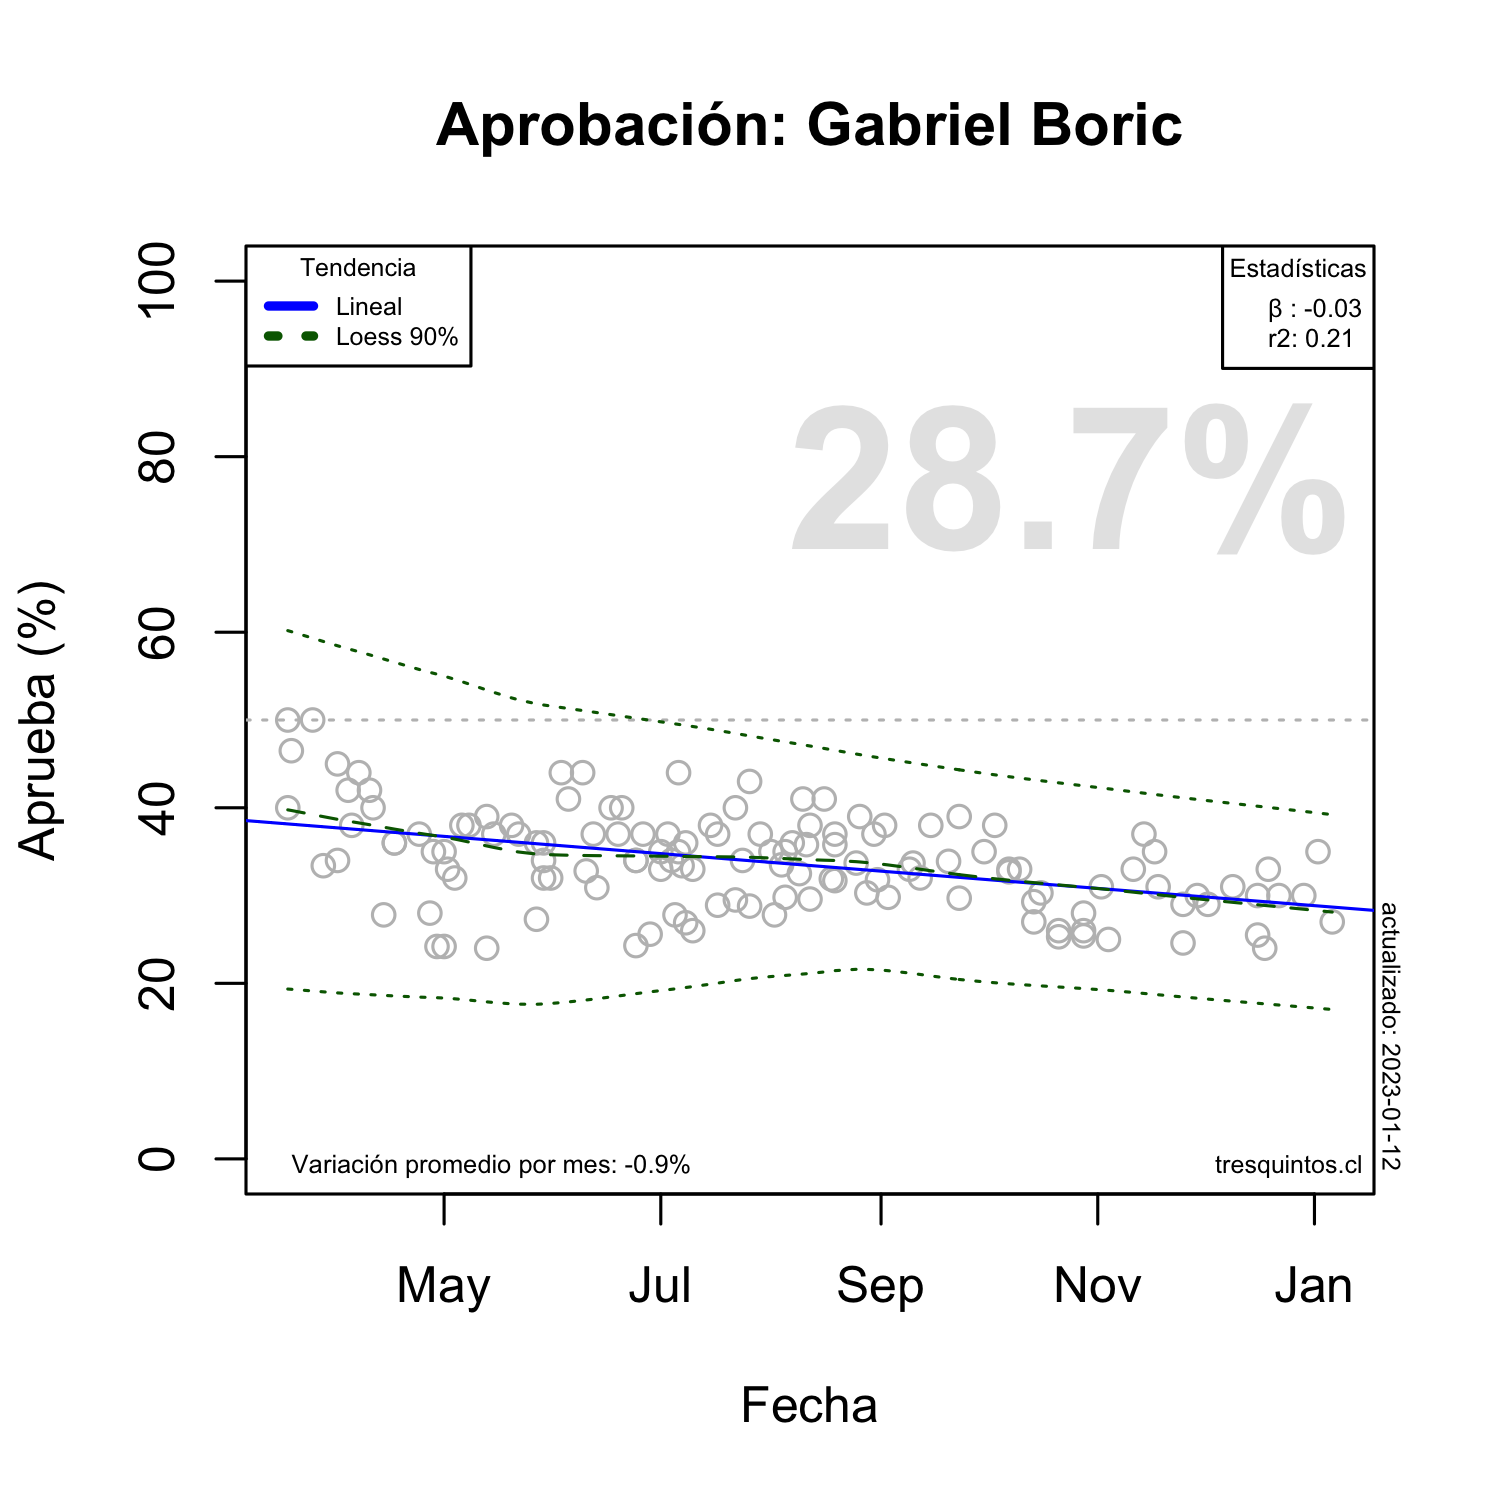 Aprobación: Gabriel Boric
Tendencia
Lineal
Loess 90%
Estadísticas
β : -0.03
r2: 0.21
28.7%
Aprueba (%)
100
80
60
40
20
0
Variación promedio por mes: -0.9%
tresquintos.cl
actualizado: 2023-01-12
May Jul Sep Nov Jan
Fecha